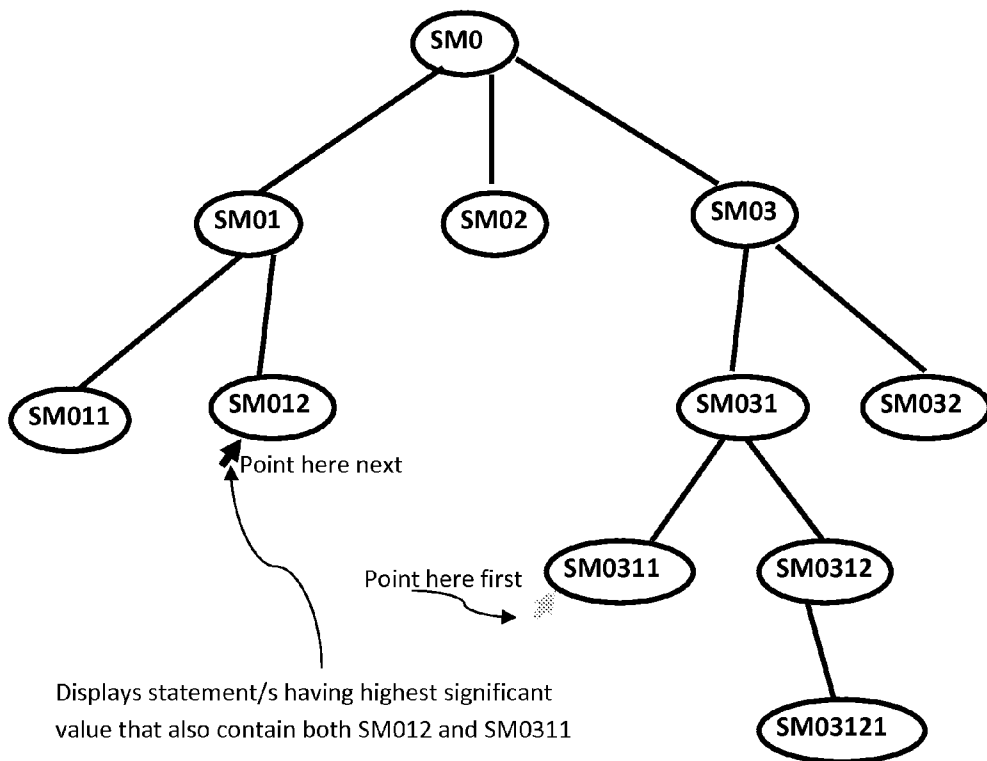 SM0
SM01
SM02
SM03
SM011
SM012
SM031
SM032
Point here next
SM0311
SM0312
Point here first
Displays statement/s having highest significant
value that also contain both SM012 and SM0311
SM03121